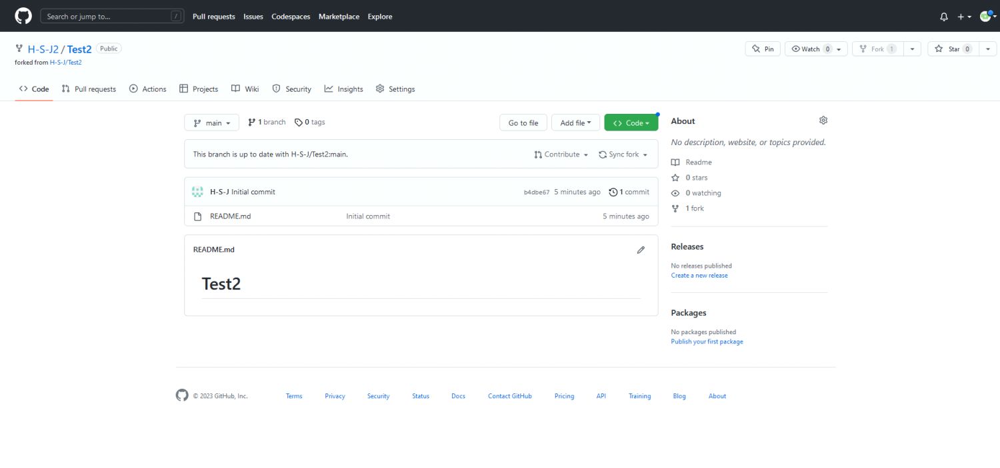 Search or jump to... /
Pull requests Issues Codespaces Marketplace Explore
H-S-J2 / Test2 Public
Pin Watch 0 Fork 1 Star 0
forked from H-S-J/Test2
Code Pull requests Actions Projects Wiki Security Insights Settings
main 1 branch 0 tags Go to file Add file Code
This branch is up to date with H-S-J/Test2:main. Contribute Sync fork
H-S-J Initial commit b4dbe67 5 minutes ago 1 commit
README.md Initial commit 5 minutes ago
README.md
Test2
About
No description, website, or topics provided.
Readme
0 stars
0 watching
1 fork
Releases
No releases published
Create a new release
Packages
No packages published
Publish your first package
© 2023 GitHub, Inc. Terms Privacy Security Status Docs Contact GitHub Pricing API Training Blog About